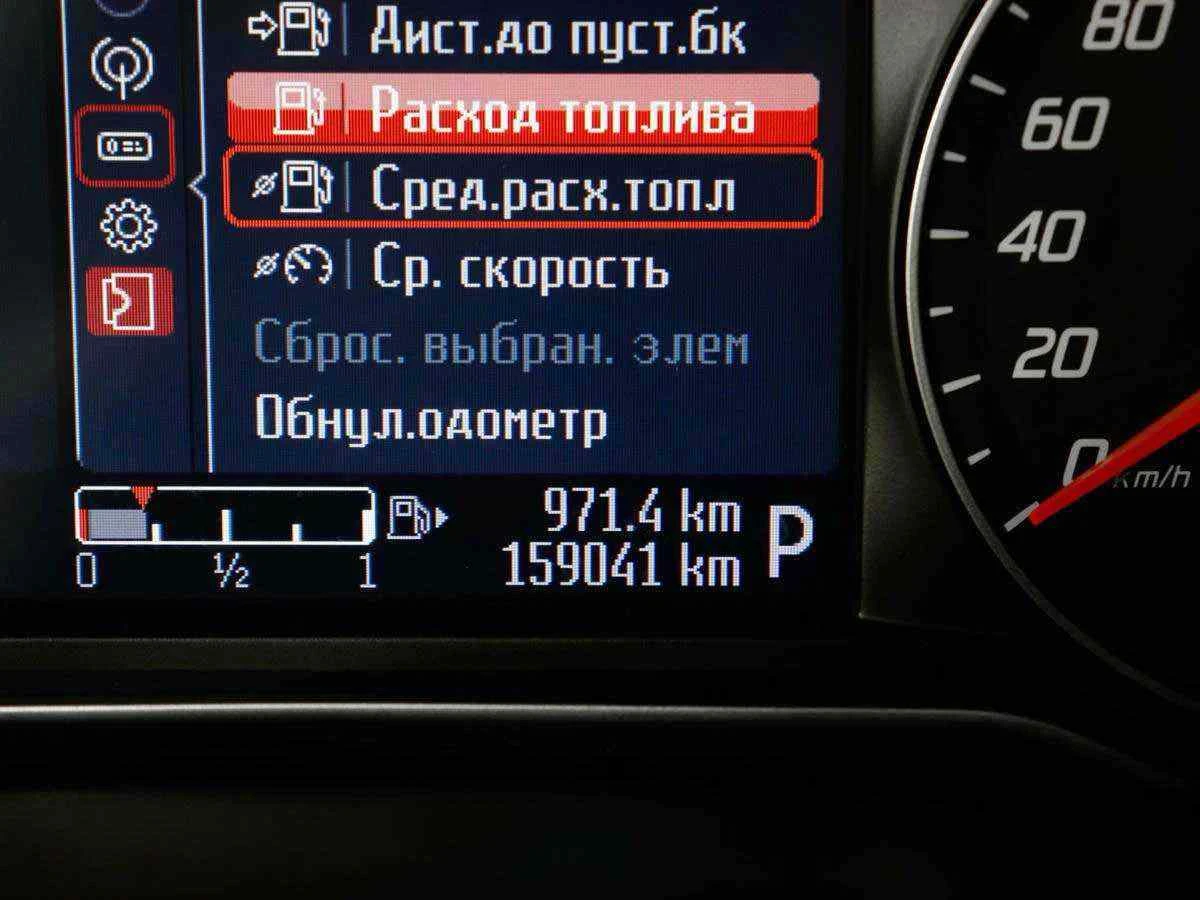 Дист.до пуст.бк
Расход топлива
Сред.расх.топл
Ср. скорость
Сброс. выбран. элем
Обнул.одометр
0 ½ 1
971.4 km
159041 km
P
80
60
40
20
0
km/h